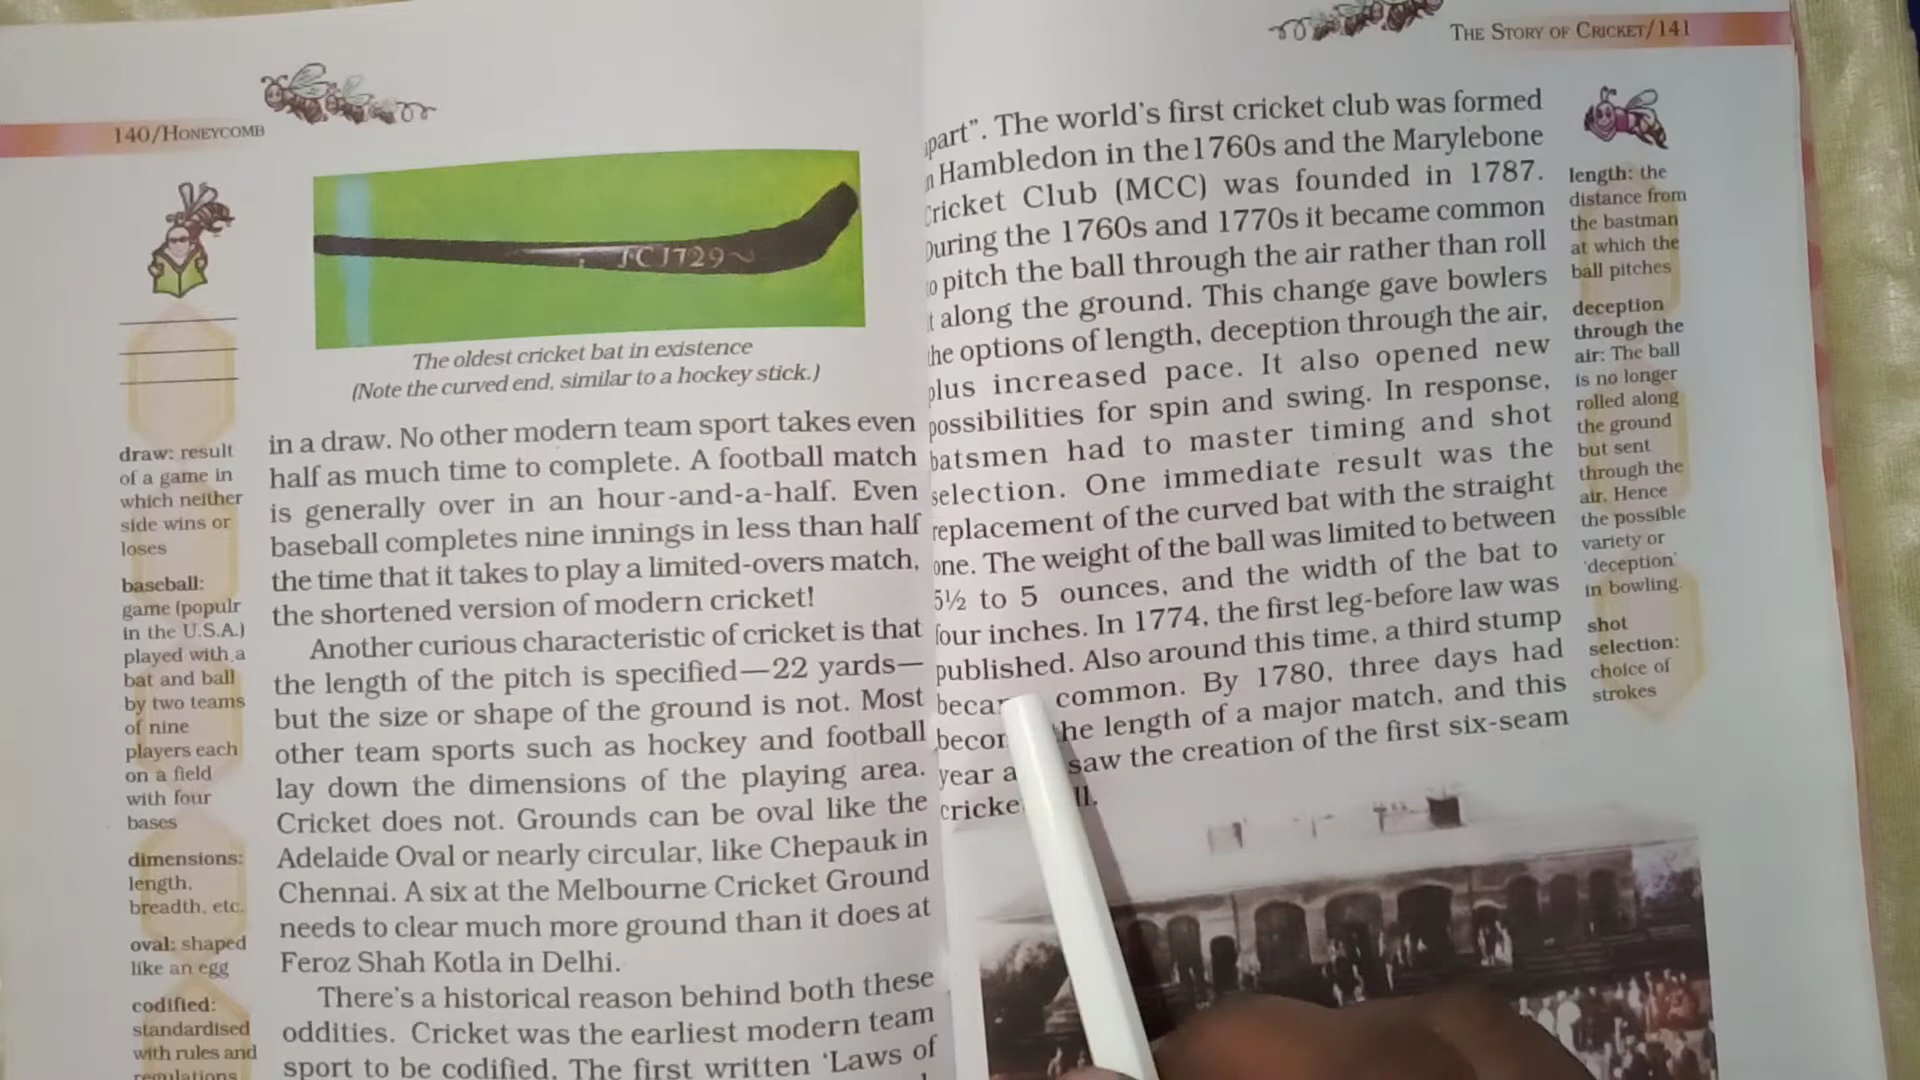 140/HONEYCOMB
JC 1729
The oldest cricket bat in existence
(Note the curved end, similar to a hockey stick.)
draw: result
of a game in
which neither
side wins or
loses
baseball:
game (populr
in the U.S.A.)
played with a
bat and ball
by two teams
of nine
players each
on a field
with four
bases
dimensions:
length,
breadth, etc.
oval: shaped
like an egg
codified:
standardised
with rules and
regulations
in a draw. No other modern team sport takes even
half as much time to complete. A football match
is generally over in an hour-and-a-half. Even
baseball completes nine innings in less than half
the time that it takes to play a limited-overs match,
the shortened version of modern cricket!
Another curious characteristic of cricket is that
the length of the pitch is specified—22 yards—
but the size or shape of the ground is not. Most
other team sports such as hockey and football
lay down the dimensions of the playing area.
Cricket does not. Grounds can be oval like the
Adelaide Oval or nearly circular, like Chepauk in
Chennai. A six at the Melbourne Cricket Ground
needs to clear much more ground than it does at
Feroz Shah Kotla in Delhi.
There's a historical reason behind both these
oddities. Cricket was the earliest modern team
sport to be codified. The first written ‘Laws of
THE STORY OF CRICKET/141
part”. The world's first cricket club was formed
Hambledon in the1760s and the Marylebone
Cricket Club (MCC) was founded in 1787.
During the 1760s and 1770s it became common
to pitch the ball through the air rather than roll
along the ground. This change gave bowlers
the options of length, deception through the air,
plus increased pace. It also opened new
possibilities for spin and swing. In response,
batsmen had to master timing and shot
selection. One immediate result was the
replacement of the curved bat with the straight
one. The weight of the ball was limited to between
5½ to 5 ounces, and the width of the bat to
four inches. In 1774, the first leg-before law was
published. Also around this time, a third stump
common. By 1780, three days had
the length of a major match, and this
year saw the creation of the first six-seam
length: the
distance from
the bastman
at which the
ball pitches
deception
through the
air: The ball
is no longer
rolled along
the ground
but sent
through the
air. Hence
the possible
variety or
‘deception’
in bowling.
shot
selection:
choice of
strokes